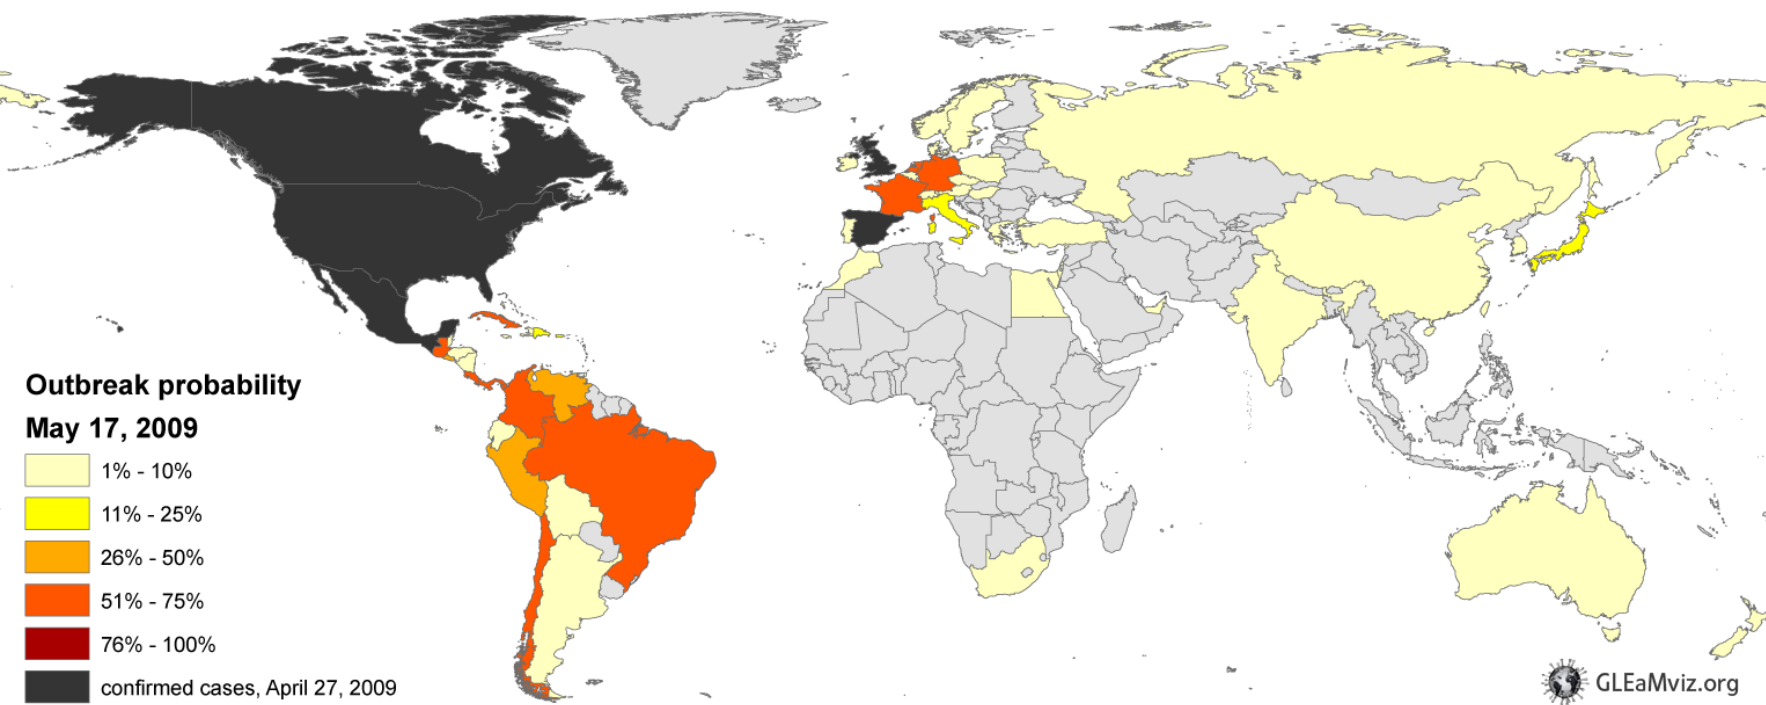 Outbreak probability
May 17, 2009
1% - 10%
11% - 25%
26% - 50%
51% - 75%
76% - 100%
confirmed cases, April 27, 2009
GLEaMviz.org